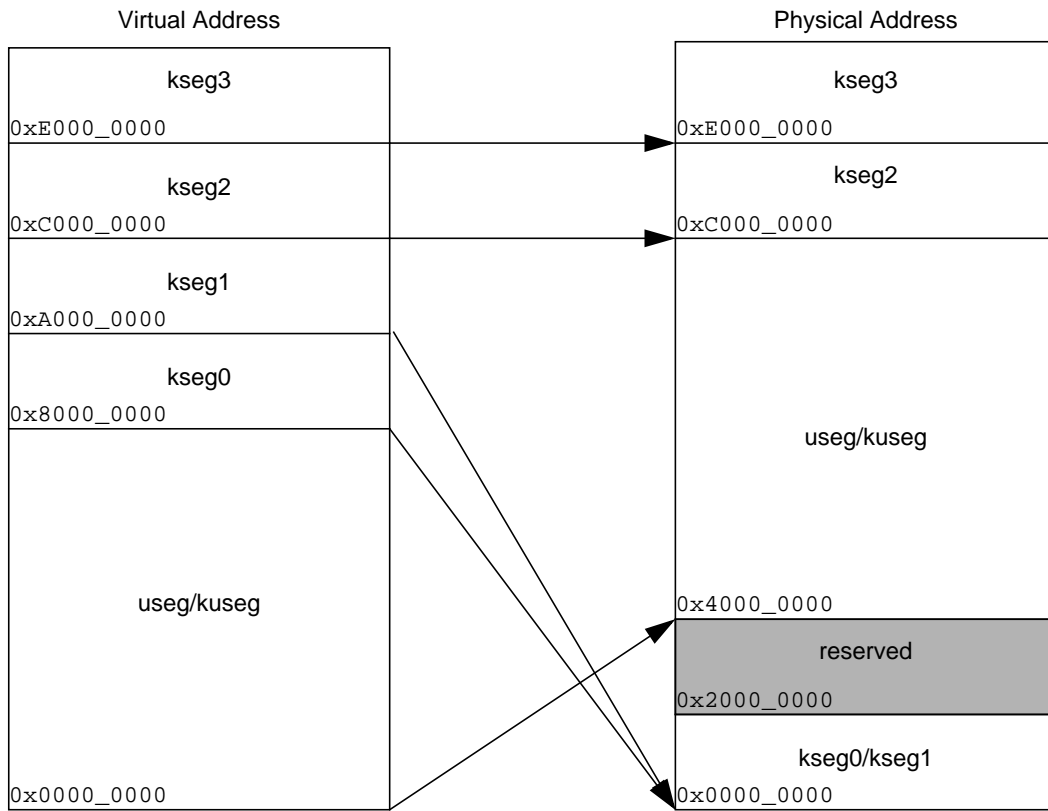 Virtual Address
kseg3
0xE000_0000
kseg2
0xC000_0000
kseg1
0xA000_0000
kseg0
0x8000_0000
useg/kuseg
0x0000_0000
Physical Address
kseg3
0xE000_0000
kseg2
0xC000_0000
useg/kuseg
0x4000_0000
reserved
0x2000_0000
kseg0/kseg1
0x0000_0000